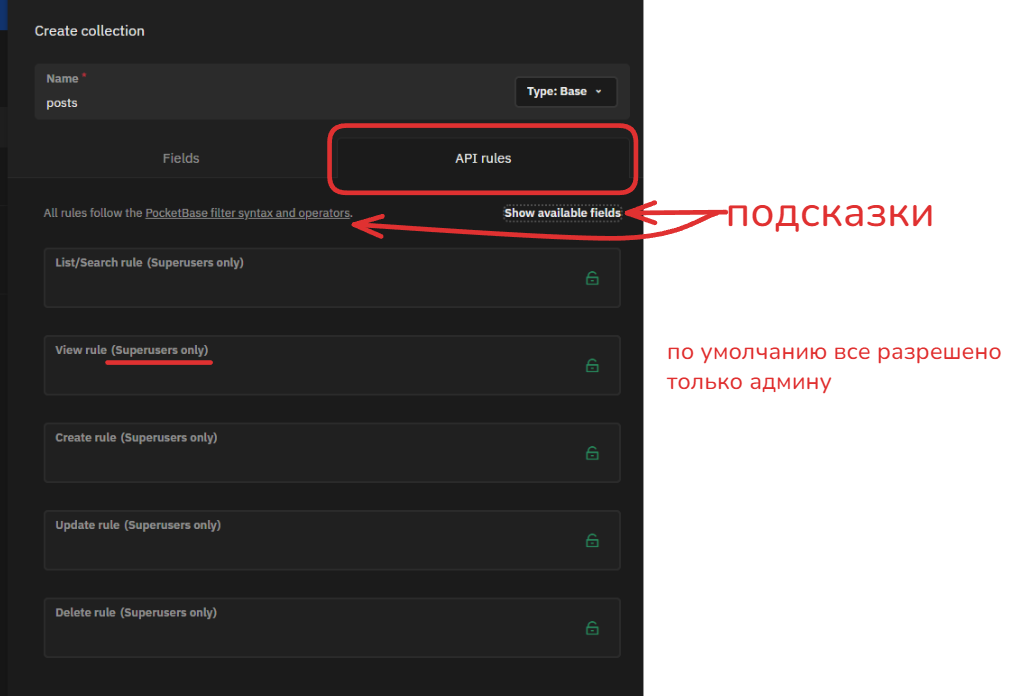 Create collection
Name *
posts
Type: Base
Fields
API rules
All rules follow the PocketBase filter syntax and operators.
Show available fields
подсказки
List/Search rule (Superusers only)
View rule (Superusers only)
по умолчанию все разрешено
только админу
Create rule (Superusers only)
Update rule (Superusers only)
Delete rule (Superusers only)